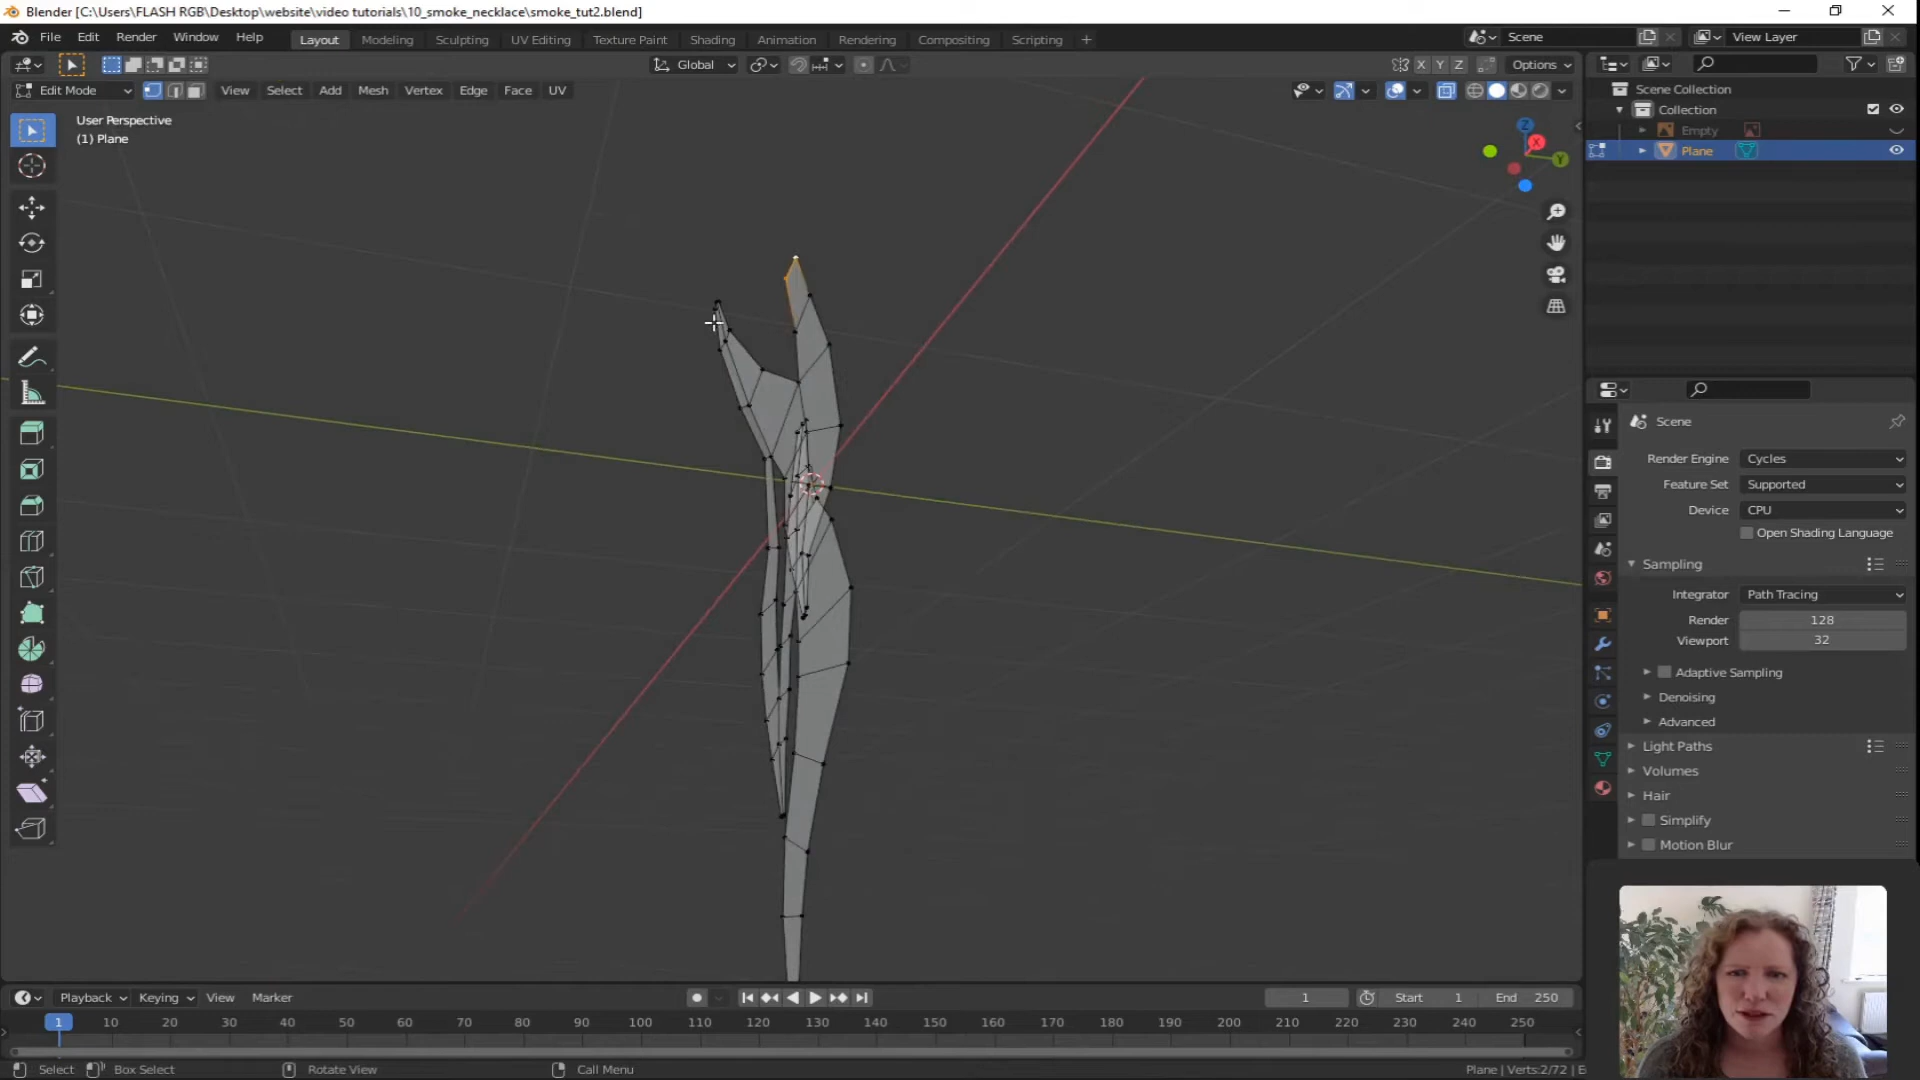 Blender [C:\Users\FLASH RGB\Desktop\website\video tutorials\10_smoke_necklace\smoke_tut2.blend]
File Edit Render Window Help Layout Modeling Sculpting UV Editing Texture Paint Shading Animation Rendering Compositing Scripting + Scene View Layer
Global X Y Z Options
Edit Mode View Select Add Mesh Vertex Edge Face UV
User Perspective
(1) Plane
Z
X
Y
Scene Collection
Collection
Empty
Plane
Scene
Render Engine Cycles
Feature Set Supported
Device CPU
Open Shading Language
Sampling
Integrator Path Tracing
Render 128
Viewport 32
Adaptive Sampling
Denoising
Advanced
Light Paths
Volumes
Hair
Simplify
Motion Blur
Playback Keying View Marker 1 Start 1 End 250
1 10 20 30 40 50 60 70 80 90 100 110 120 130 140 150 160 170 180 190 200 210 220 230 240 250
Select Box Select Rotate View Call Menu Plane | Verts:2/72 | E